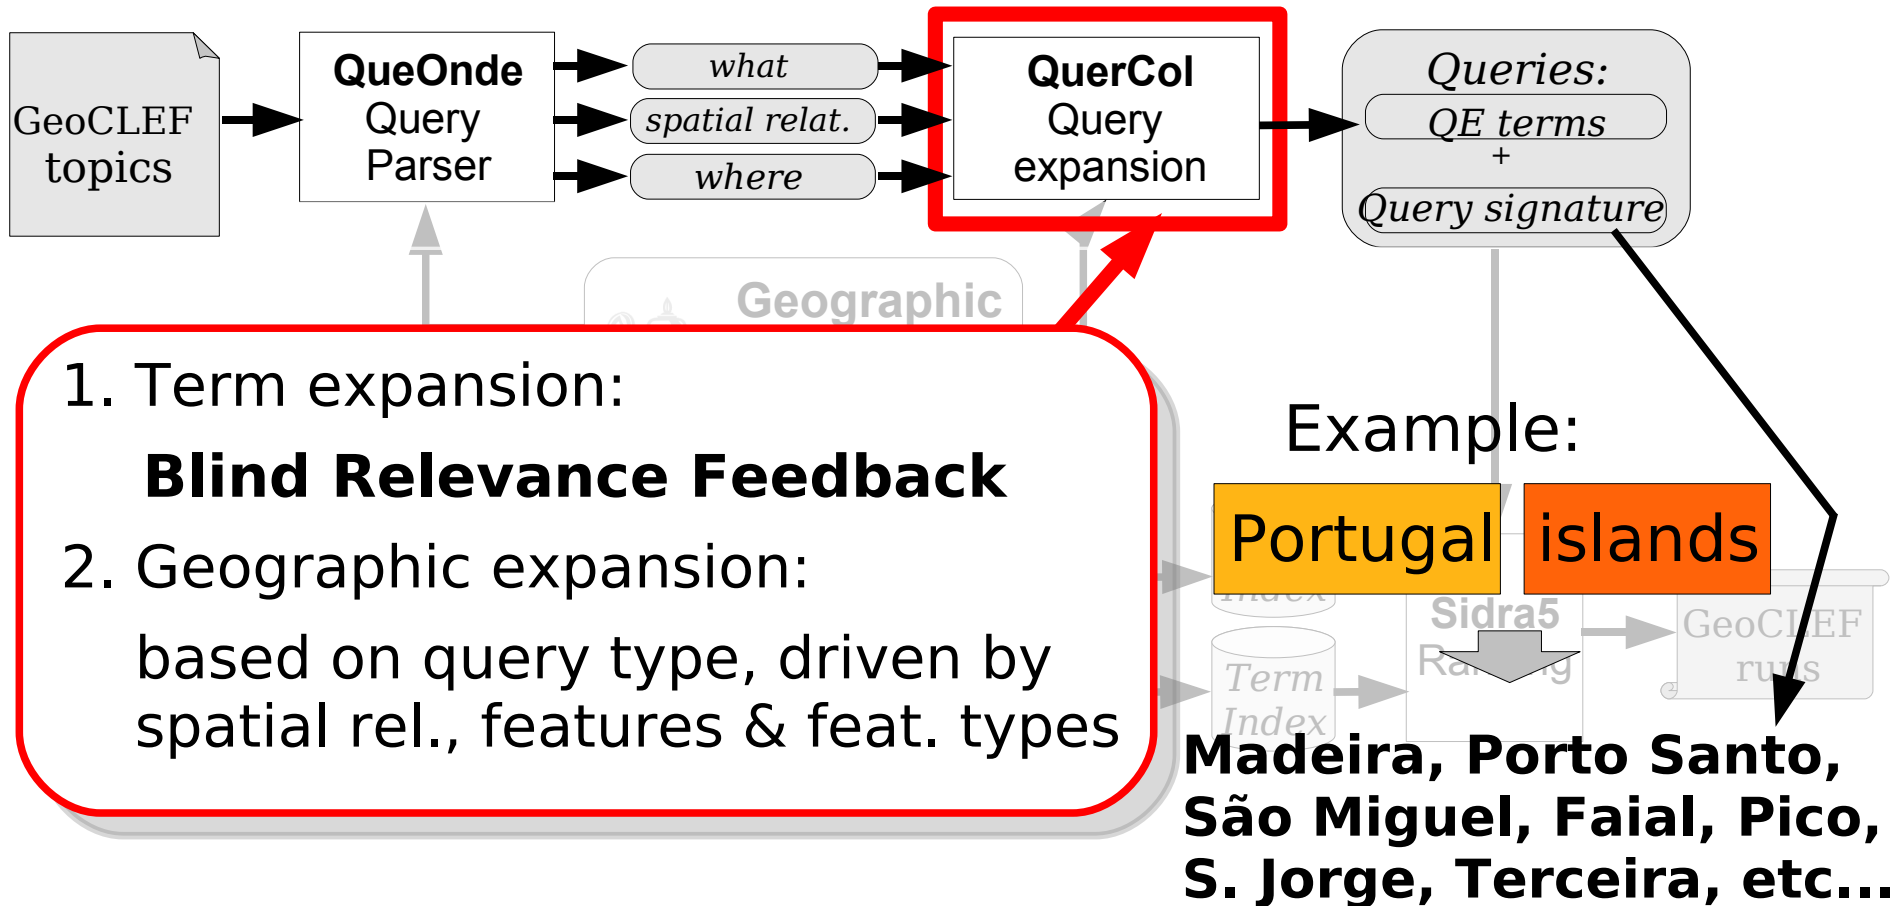 GeoCLEF
topics
QueOnde
Query
Parser
what
spatial relat.
where
QuerCol
Query
expansion
Queries:
QE terms
+
Query signature
Geographic
1. Term expansion:
Blind Relevance Feedback
2. Geographic expansion:
based on query type, driven by
spatial rel., features & feat. types
Example:
Portugal islands
Index
Term
Index
Sidra5
GeoCLEF
runs
Madeira, Porto Santo,
São Miguel, Faial, Pico,
S. Jorge, Terceira, etc...